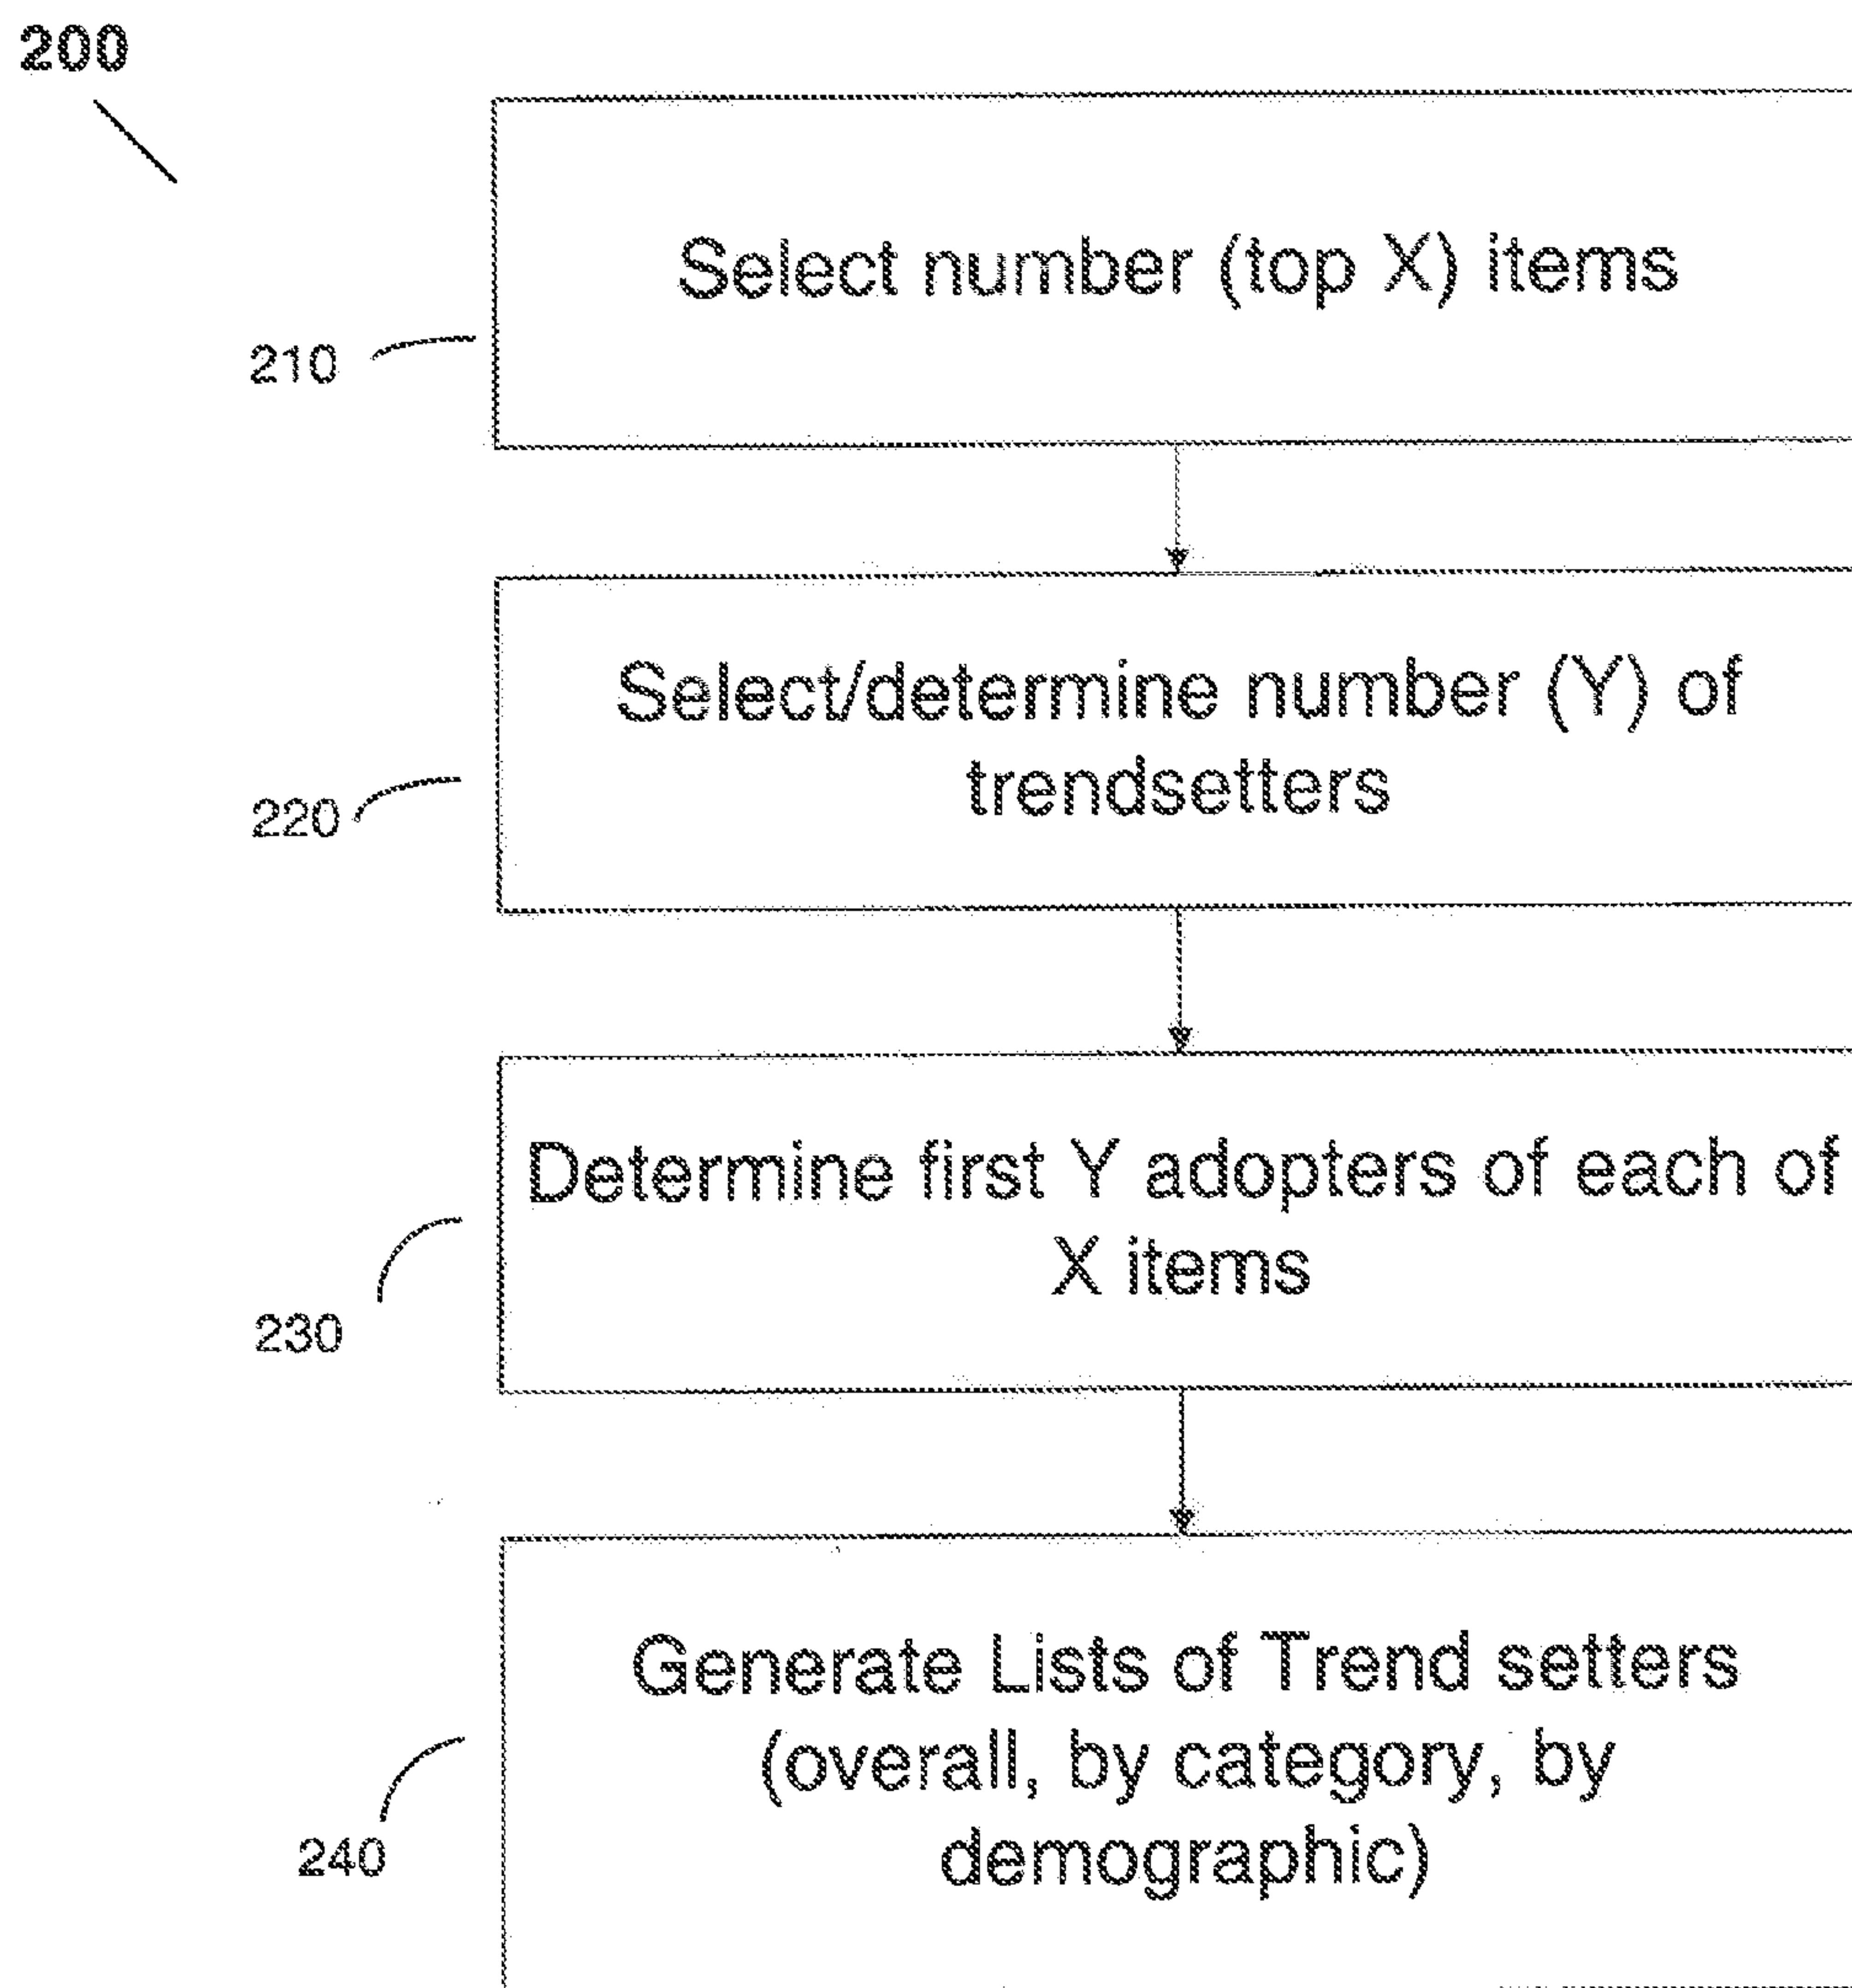 200
Select number (top X) items
210
Select/determine number (Y) of
trendsetters
220
Determine first Y adopters of each of
X items
230
Generate Lists of Trend setters
(overall, by category, by
demographic)
240